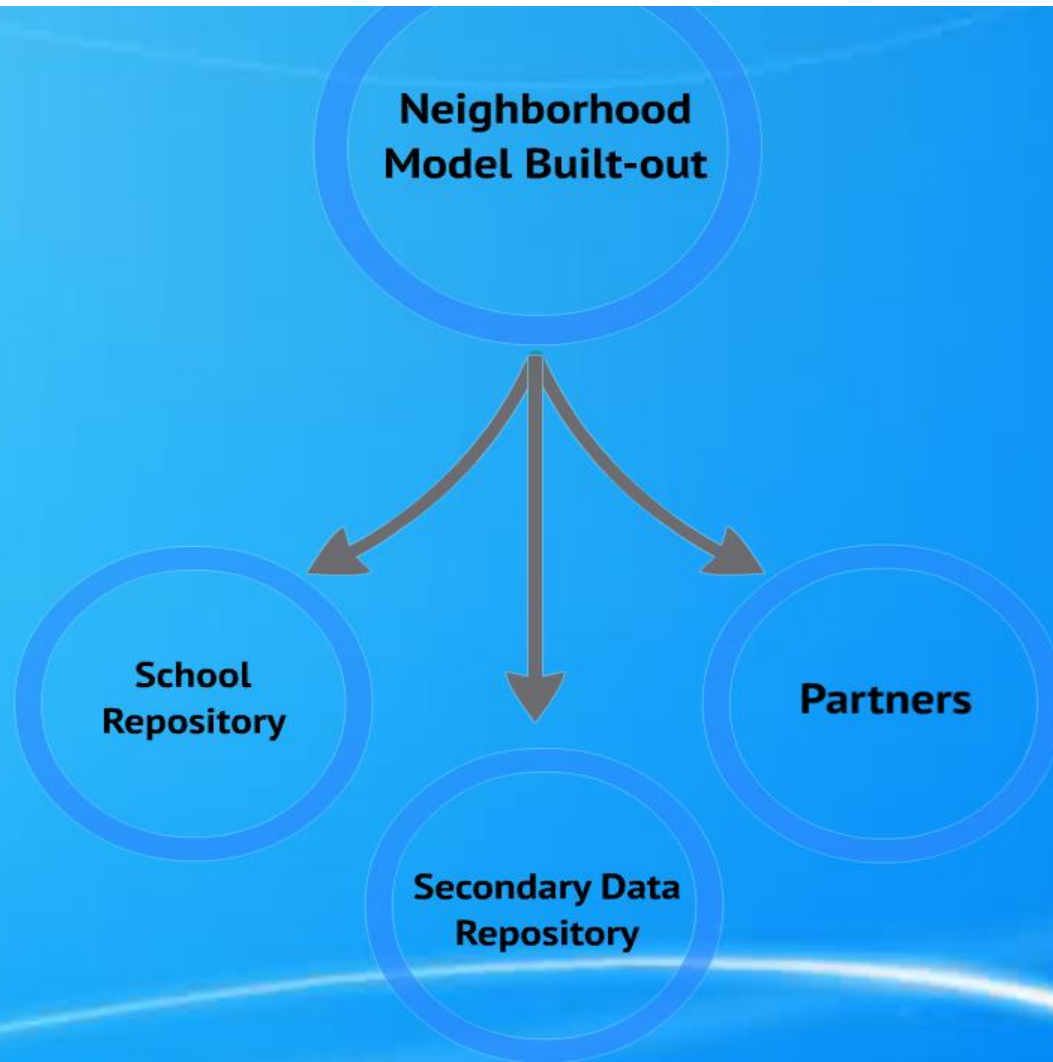 Neighborhood
Model Built-out
School
Repository
Partners
Secondary Data
Repository